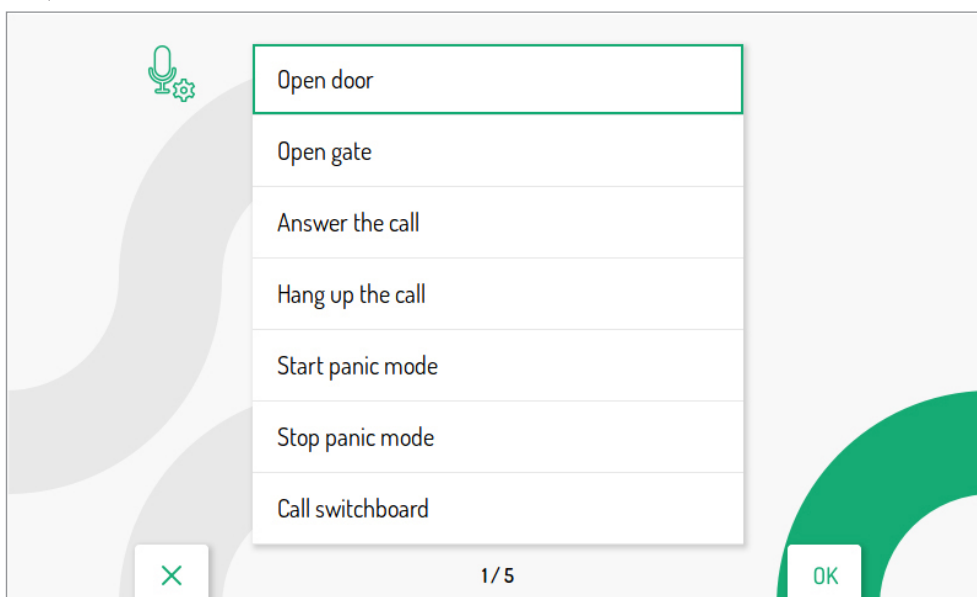 Open door
Open gate
Answer the call
Hang up the call
Start panic mode
Stop panic mode
Call switchboard
1 / 5
OK